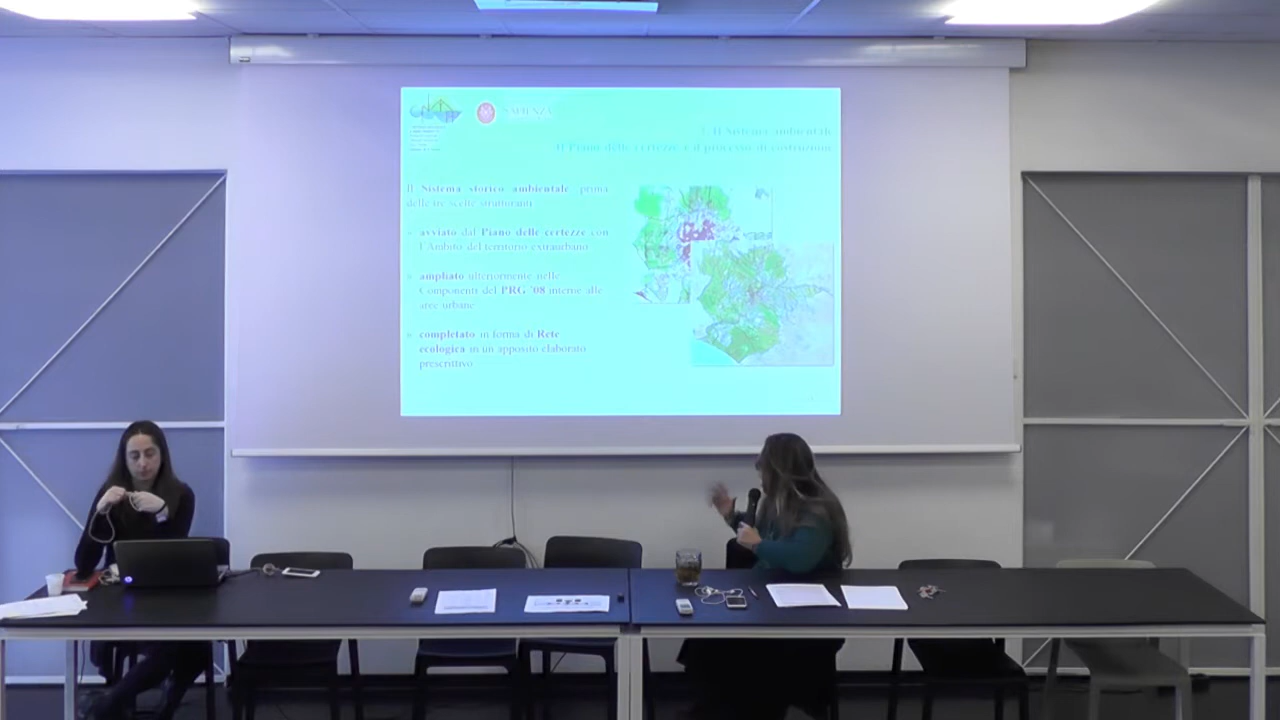 SAPIENZA
1. Il Sistema ambientale
Il Piano delle certezze e il processo di costruzione
Il Sistema storico ambientale, prima
delle tre scelte strutturanti
avviato dal Piano delle certezze con
l'Ambito del territorio extraurbano
ampliato ulteriormente nelle
Componenti del PRG '08 interne alle
aree urbane
completato in forma di Rete
ecologica in un apposito elaborato
prescrittivo